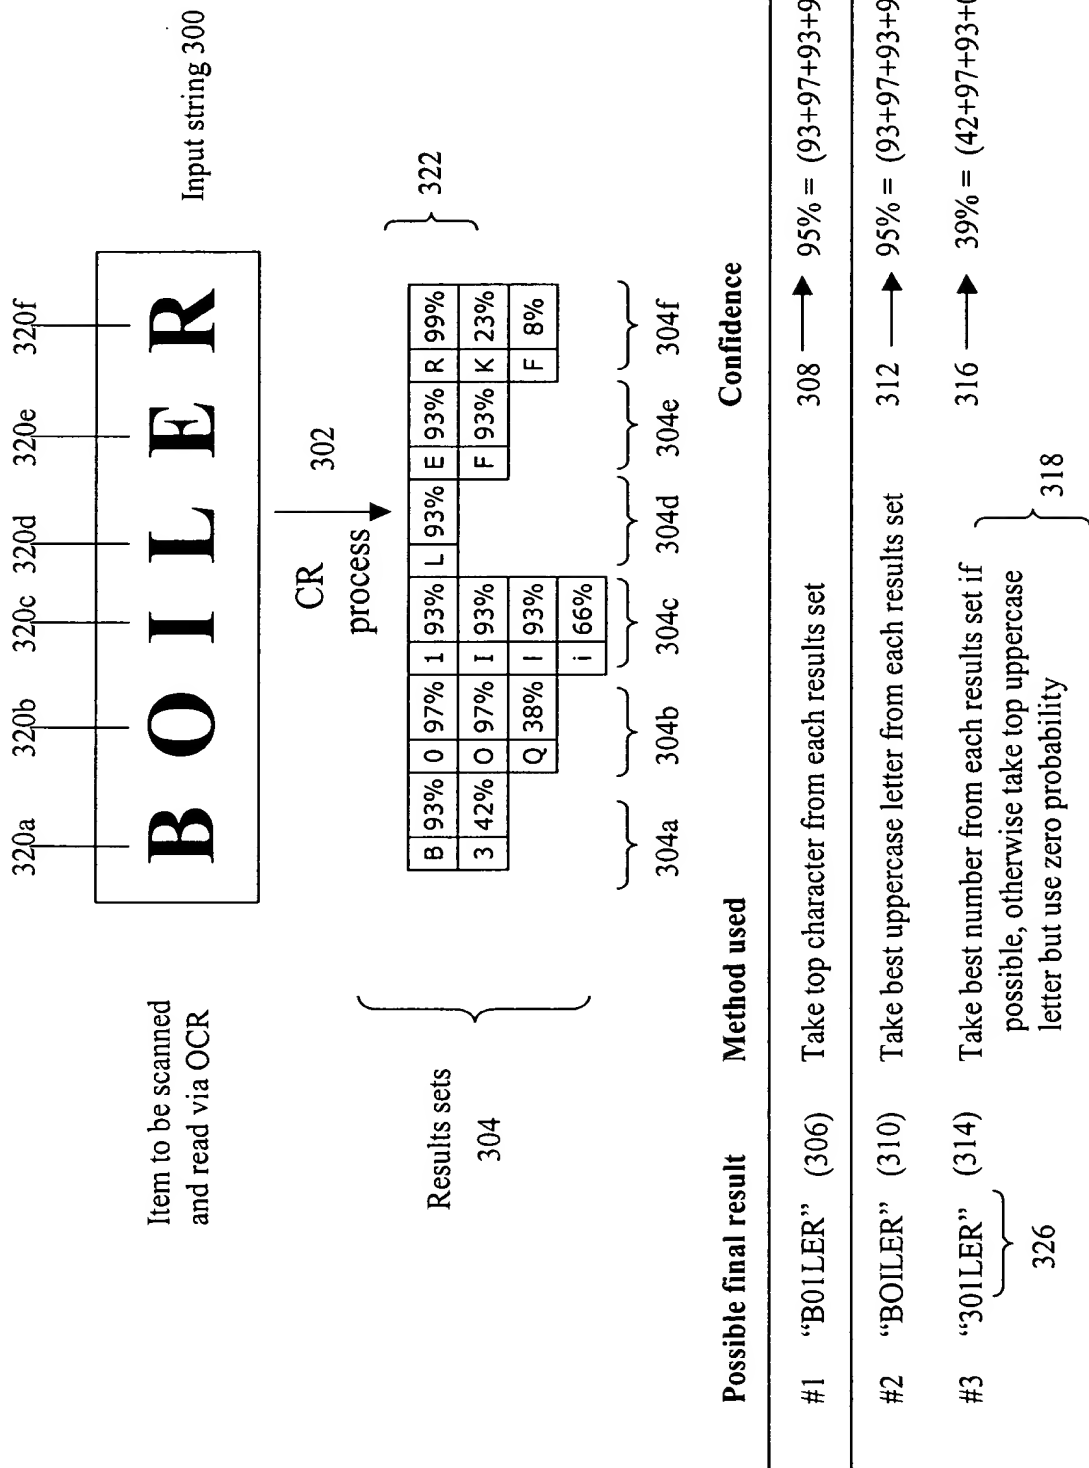 320a 320b 320c 320d 320e 320f
Item to be scanned
and read via OCR
BOILER
Input string 300
CR
process
302
Results sets
304
B 93% 0 97% 1 93% L 93% E 93% R 99%
3 42% O 97% I 93% F 93% K 23%
Q 38% l 93% F 8%
i 66%
322
304a 304b 304c 304d 304e 304f
Possible final result Method used Confidence
#1 “B01LER” (306) Take top character from each results set 308 95% = (93+97+93+9
#2 “BOILER” (310) Take best uppercase letter from each results set 312 95% = (93+97+93+9
#3 “301LER” (314) Take best number from each results set if 316 39% = (42+97+93+
possible, otherwise take top uppercase
letter but use zero probability
326
318